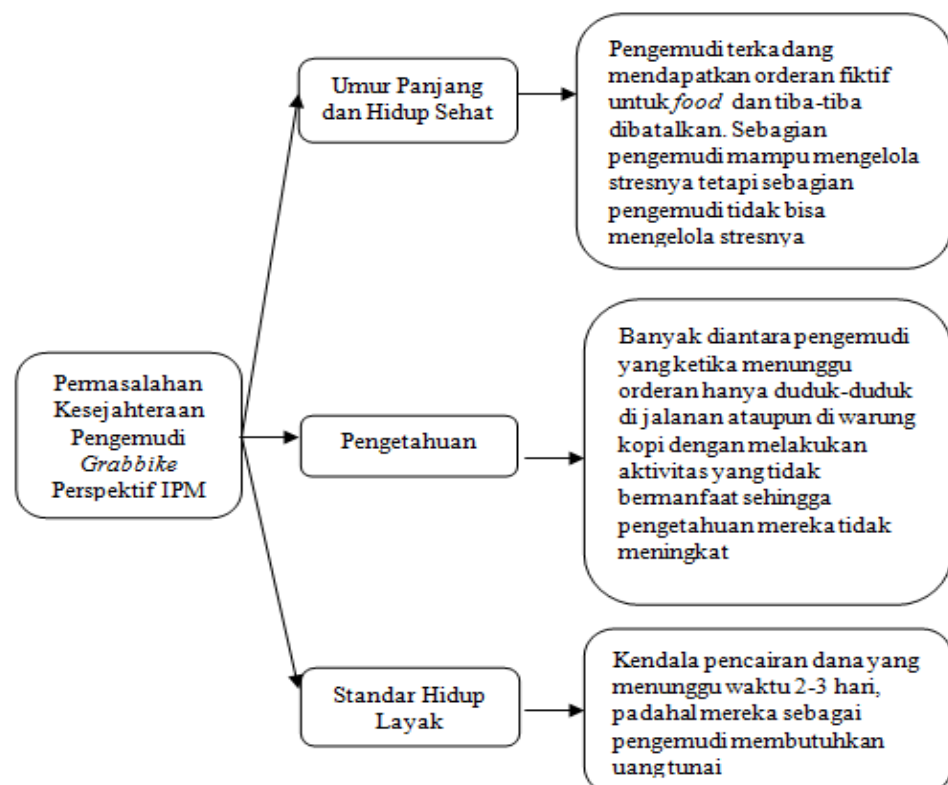 Permasalahan
Kesejahteraan
Pengemudi
Grabbike
Perspektif IPM
Umur Panjang
dan Hidup Sehat
Pengemudi terkadang
mendapatkan orderan fiktif
untuk food dan tiba-tiba
dibatalkan. Sebagian
pengemudi mampu mengelola
stresnya tetapi sebagian
pengemudi tidak bisa
mengelola stresnya
Pengetahuan
Banyak diantara pengemudi
yang ketika menunggu
orderan hanya duduk-duduk
di jalanan ataupun di warung
kopi dengan melakukan
aktivitas yang tidak
bermanfaat sehingga
pengetahuan mereka tidak
meningkat
Standar Hidup
Layak
Kendala pencairan dana yang
menunggu waktu 2-3 hari,
padahal mereka sebagai
pengemudi membutuhkan
uang tunai